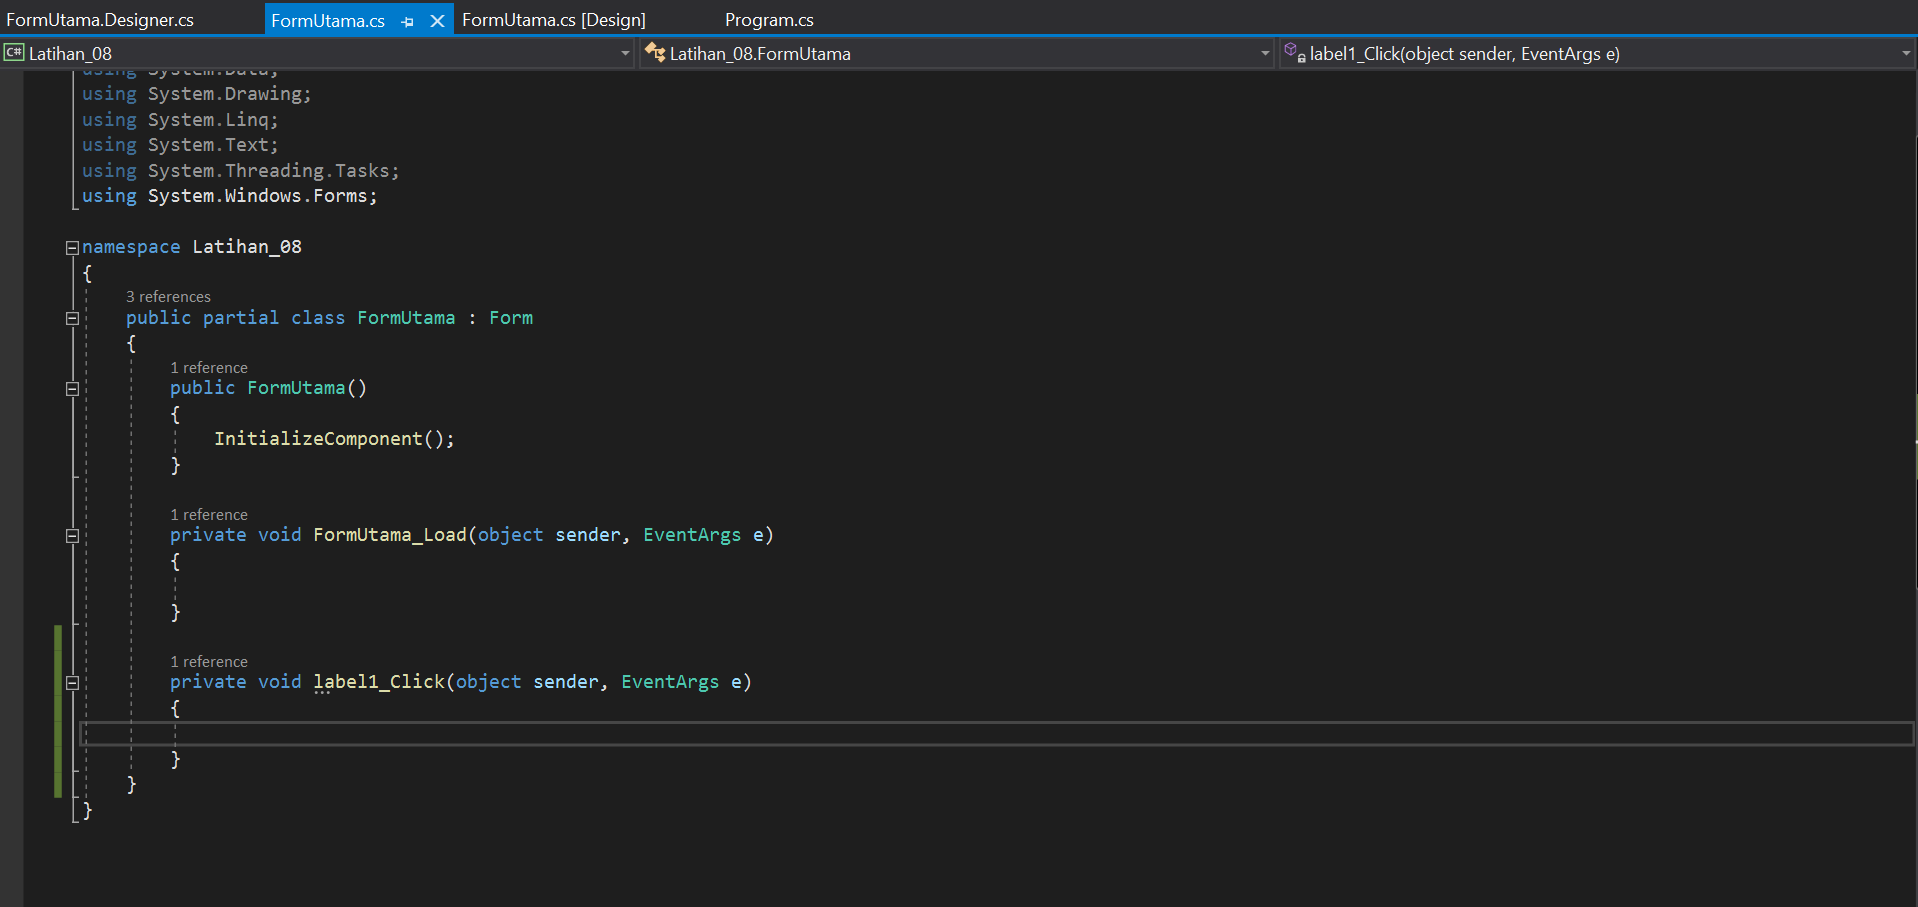 FormUtama.Designer.cs FormUtama.cs FormUtama.cs [Design] Program.cs
C# Latihan_08 Latihan_08.FormUtama label1_Click(object sender, EventArgs e)
using System.Data;
using System.Drawing;
using System.Linq;
using System.Text;
using System.Threading.Tasks;
using System.Windows.Forms;
namespace Latihan_08
{
3 references
public partial class FormUtama : Form
{
1 reference
public FormUtama()
{
InitializeComponent();
}
1 reference
private void FormUtama_Load(object sender, EventArgs e)
{
}
1 reference
private void label1_Click(object sender, EventArgs e)
{
}
}
}